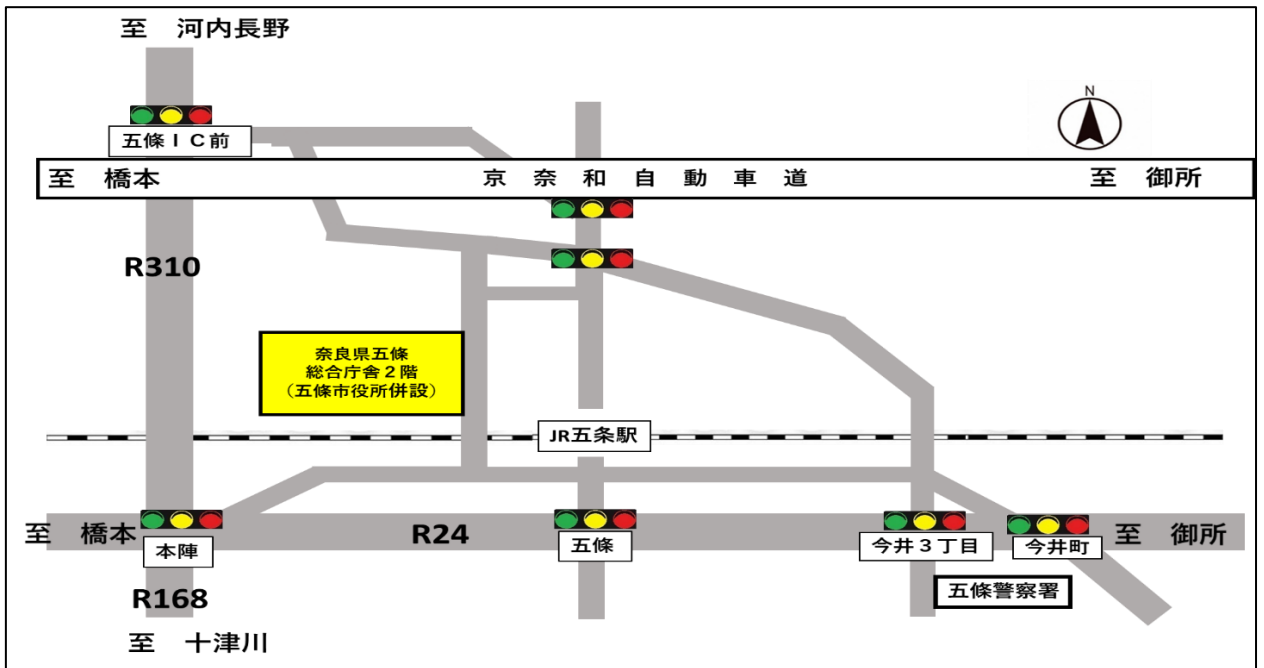 至　河内長野
N
五條ＩＣ前
至　橋本
京奈和自動車道
至　御所
R310
奈良県五條
総合庁舎２階
（五條市役所併設）
JR五条駅
至　橋本
本陣
R24
五條
今井３丁目
今井町
至　御所
五條警察署
R168
至　十津川